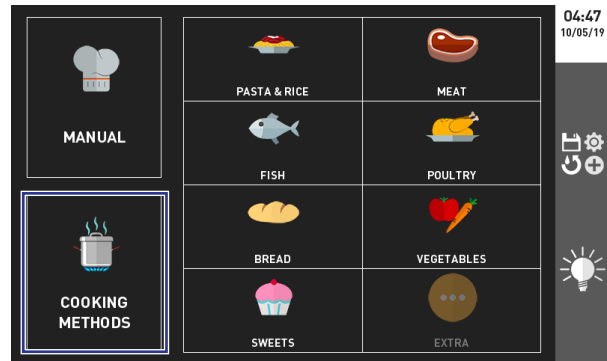 04:47
10/05/19
MANUAL
PASTA & RICE
MEAT
FISH
POULTRY
COOKING
METHODS
BREAD
VEGETABLES
SWEETS
EXTRA